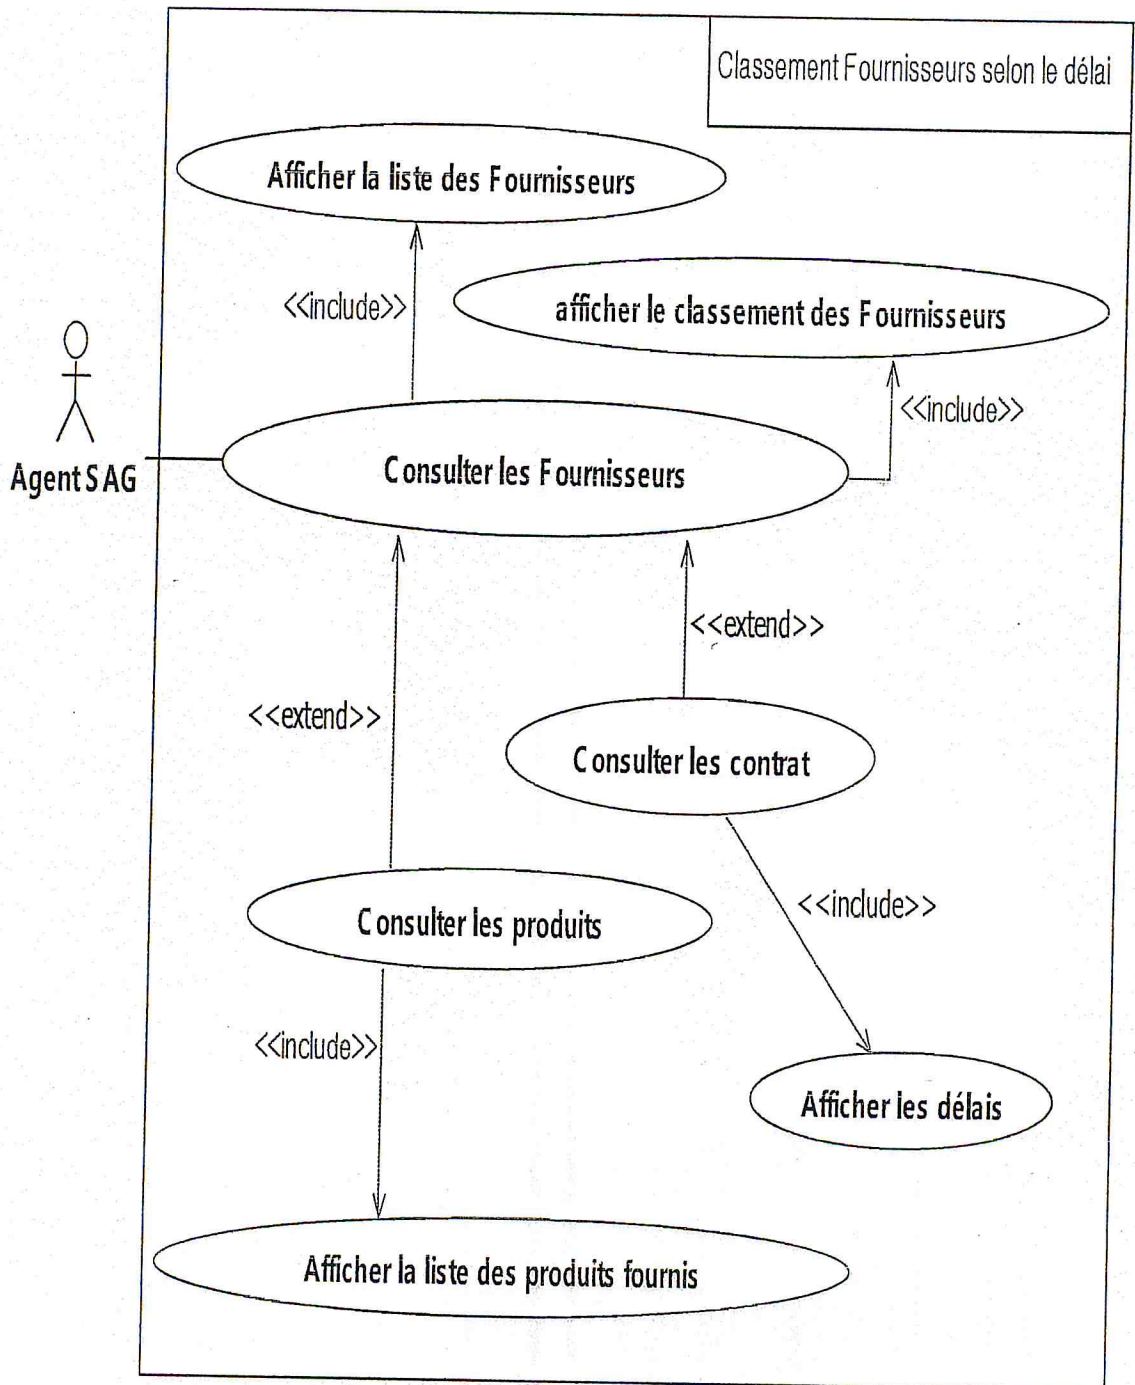 Classement Fournisseurs selon le délai
Afficher la liste des Fournisseurs
<<include>>
afficher le classement des Fournisseurs
<<include>>
Agent SAG
Consulter les Fournisseurs
<<extend>>
<<extend>>
Consulter les contrat
Consulter les produits
<<include>>
<<include>>
Afficher les délais
Afficher la liste des produits fournis